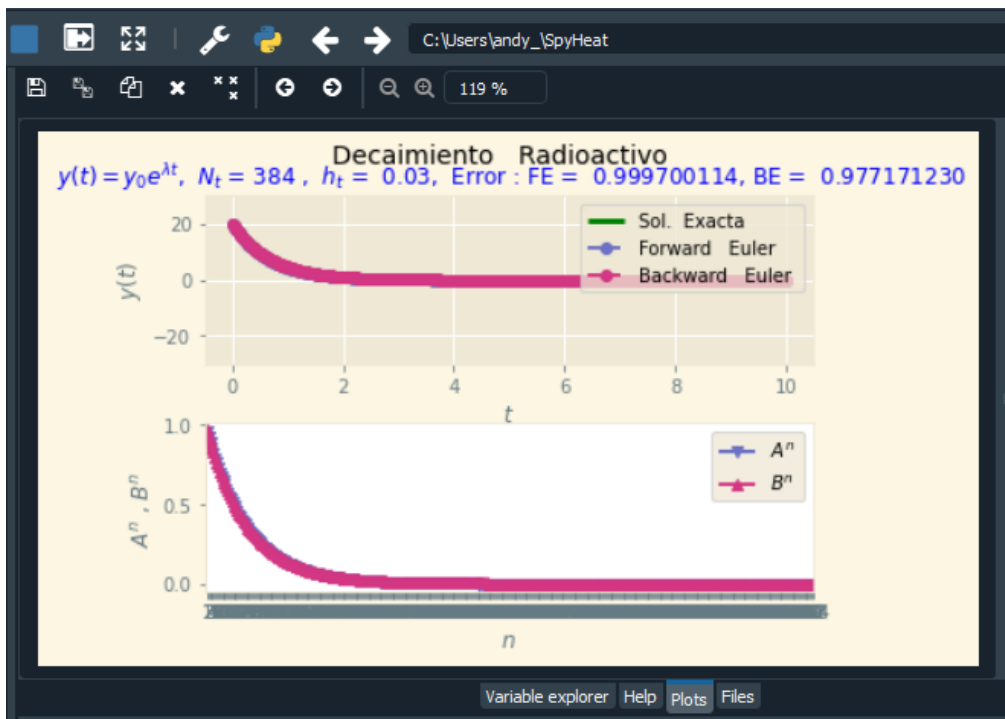 C:\Users\andy_\SpyHeat
119 %
Decaimiento Radioactivo
y(t) = y₀e^{λt}, Nₜ = 384 , hₜ = 0.03, Error : FE = 0.999700114, BE = 0.977171230
Sol. Exacta
Forward Euler
Backward Euler
y(t)
20
0
−20
0 2 4 6 8 10
t
Aⁿ
Bⁿ
Aⁿ , Bⁿ
1.0
0.5
0.0
n
Variable explorer Help Plots Files